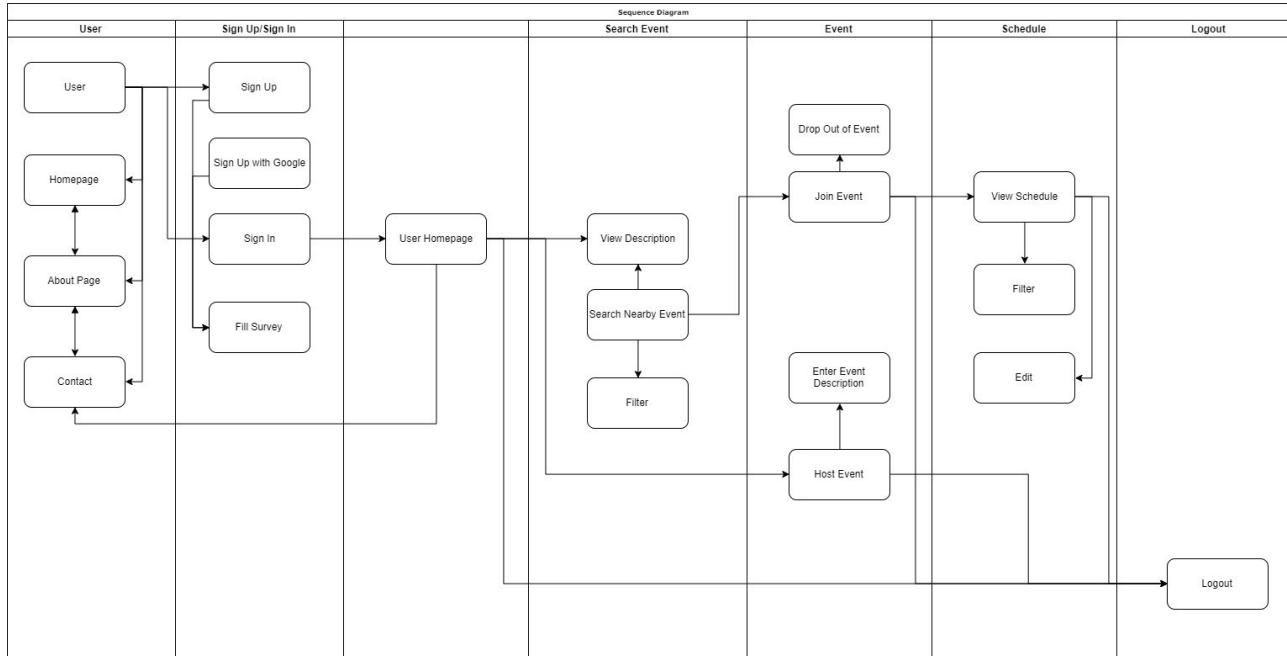 Sequence Diagram
User
Sign Up/Sign In
Search Event
Event
Schedule
Logout
User
Homepage
About Page
Contact
Sign Up
Sign Up with Google
Sign In
Fill Survey
User Homepage
View Description
Search Nearby Event
Filter
Drop Out of Event
Join Event
Enter Event
Description
Host Event
View Schedule
Filter
Edit
Logout